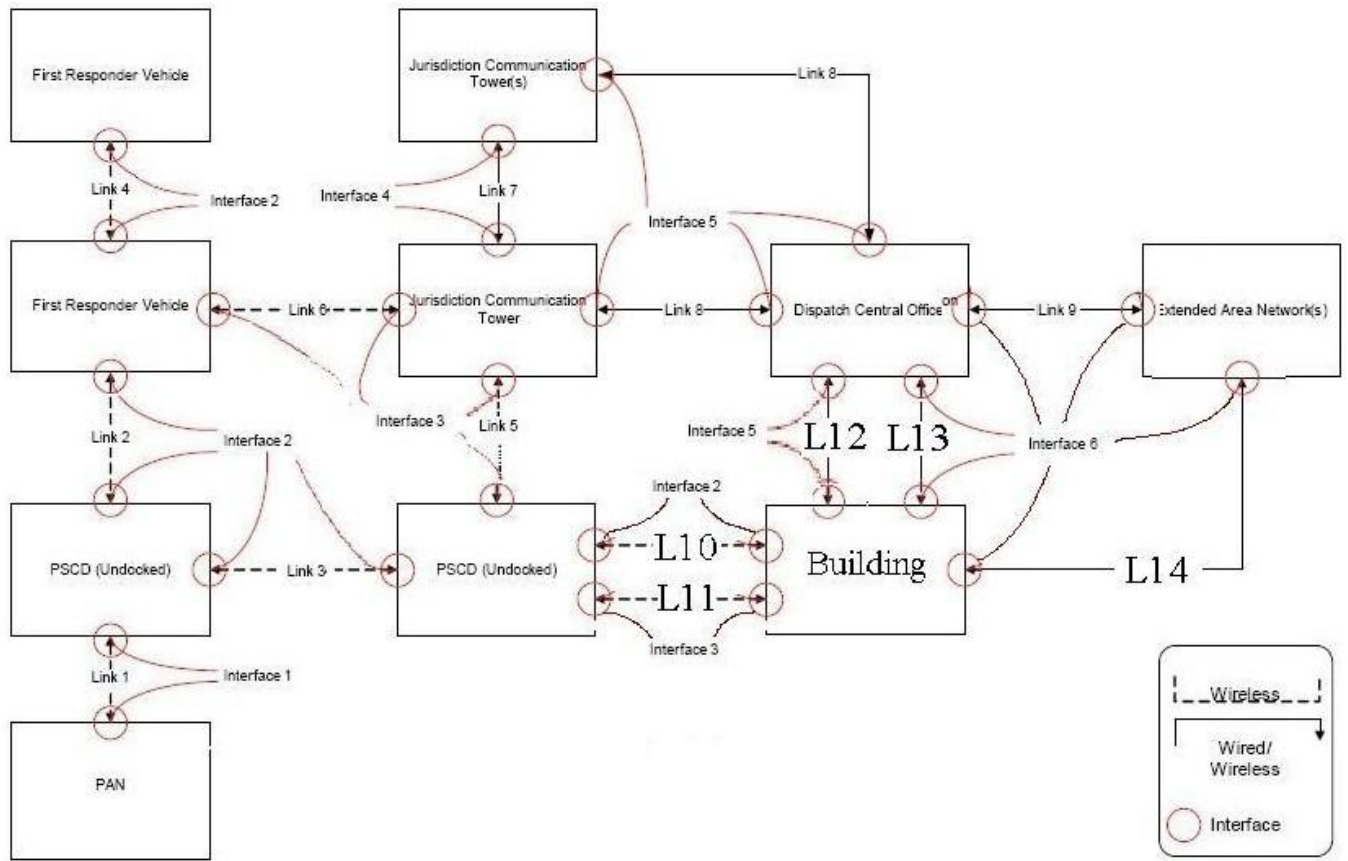 First Responder Vehicle
Jurisdiction Communication
Tower(s)
Link 8
Link 4
Interface 2
Interface 4
Link 7
Interface 5
First Responder Vehicle
Link 6
Jurisdiction Communication
Tower
Link 8
Dispatch Central Office
on
Link 9
Extended Area Network(s)
Link 2
Interface 2
Interface 3
Link 5
Interface 5
L12
L13
Interface 6
Interface 2
PSCD (Undocked)
Link 3
PSCD (Undocked)
L10
Building
L14
L11
Interface 3
Link 1
Interface 1
PAN
Wireless
Wired/
Wireless
Interface